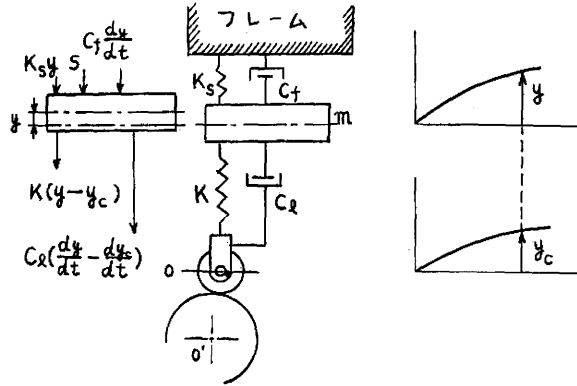 フレーム
C_f dy/dt
K_s y
S
K_s
C_f
y
m
K(y-y_c)
K
C_l
C_l(dy/dt - dy_c/dt)
O
O'
y
y_c